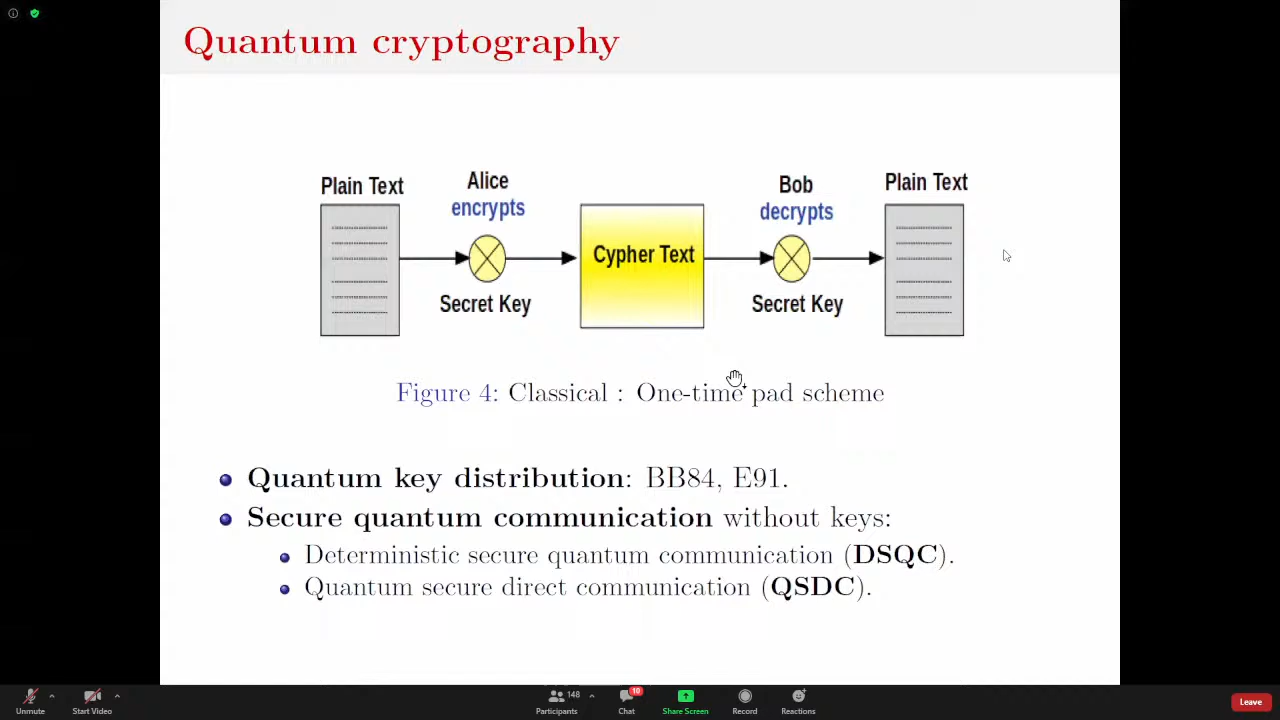 Quantum cryptography
Plain Text
Alice
encrypts
Secret Key
Cypher Text
Bob
decrypts
Secret Key
Plain Text
Figure 4: Classical : One-time pad scheme
Quantum key distribution: BB84, E91.
Secure quantum communication without keys:
Deterministic secure quantum communication (DSQC).
Quantum secure direct communication (QSDC).
Unmute
Start Video
148
Participants
10
Chat
Share Screen
Record
Reactions
Leave